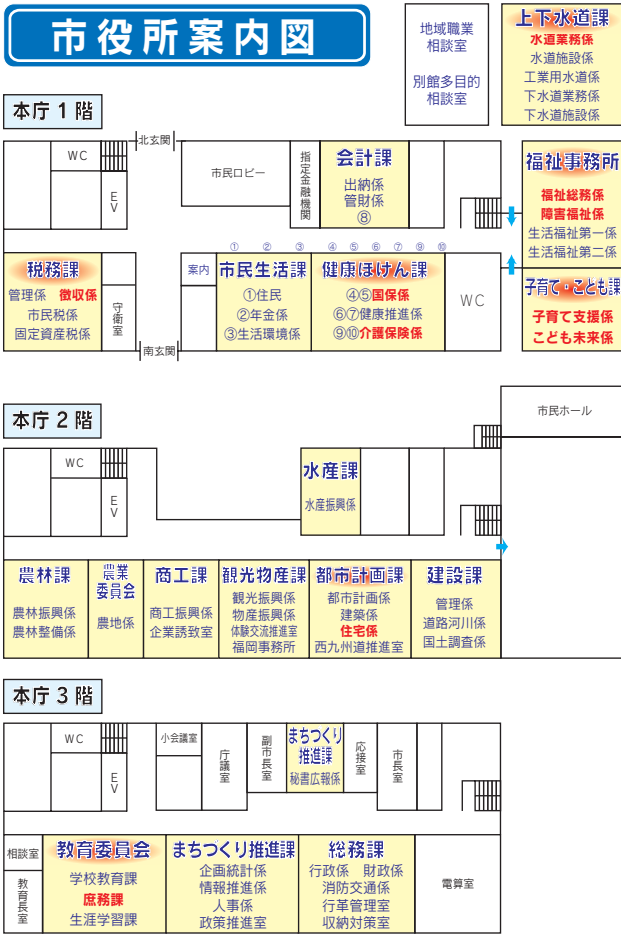 市役所案内図
地域職業
相談室
別館多目的
相談室
上下水道課
水道業務係
水道施設係
工業用水道係
下水道業務係
下水道施設係
本庁1階
WC
EV
北玄関
市民ロビー
指定金融機関
会計課
出納係
管財係
⑧
福祉事務所
福祉総務係
障害福祉係
生活福祉第一係
生活福祉第二係
子育て・こども課
子育て支援係
こども未来係
税務課
管理係 徴収係
市民税係
固定資産税係
守衛室
南玄関
案内
① ② ③ ④ ⑤ ⑥ ⑦ ⑨ ⑩
市民生活課
①住民
②年金係
③生活環境係
健康ほけん課
④⑤国保係
⑥⑦健康推進係
⑨⑩介護保険係
WC
本庁2階
WC
EV
水産課
水産振興係
市民ホール
農林課
農林振興係
農林整備係
農業
委員会
農地係
商工課
商工振興係
企業誘致室
観光物産課
観光振興係
物産振興係
体験交流推進室
福岡事務所
都市計画課
都市計画係
建築係
住宅係
西九州道推進室
建設課
管理係
道路河川係
国土調査係
本庁3階
WC
EV
小会議室
庁議室
副市長室
まちづくり
推進課
秘書広報係
応接室
市長室
相談室
教育長室
教育委員会
学校教育課
庶務課
生涯学習課
まちづくり推進課
企画統計係
情報推進係
人事係
政策推進室
総務課
行政係 財政係
消防交通係
行革管理室
収納対策室
電算室